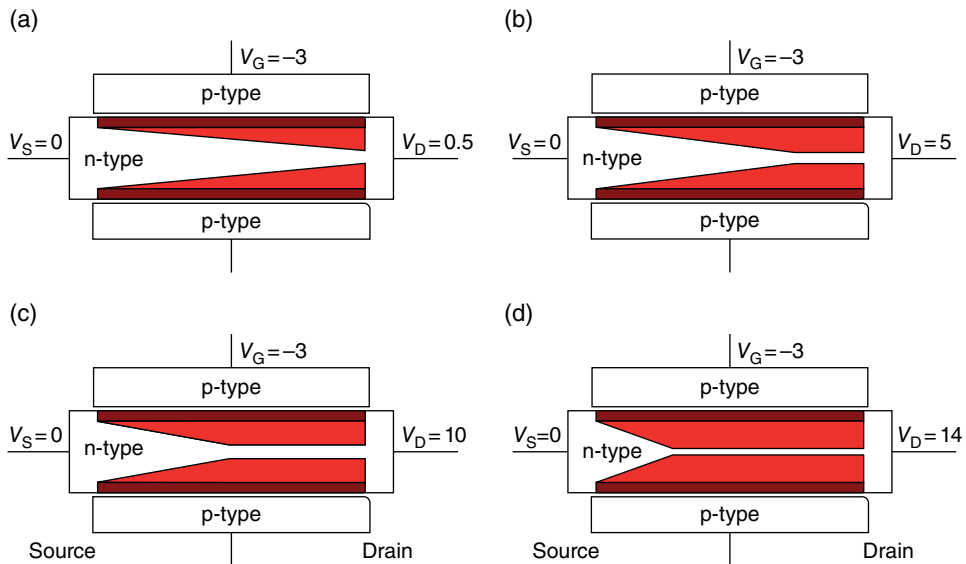 (a)
V_G = −3
p-type
V_S = 0
n-type
V_D = 0.5
p-type
(b)
V_G = −3
p-type
V_S = 0
n-type
V_D = 5
p-type
(c)
V_G = −3
p-type
V_S = 0
n-type
V_D = 10
p-type
Source
Drain
(d)
V_G = −3
p-type
V_S=0
n-type
V_D = 14
p-type
Source
Drain